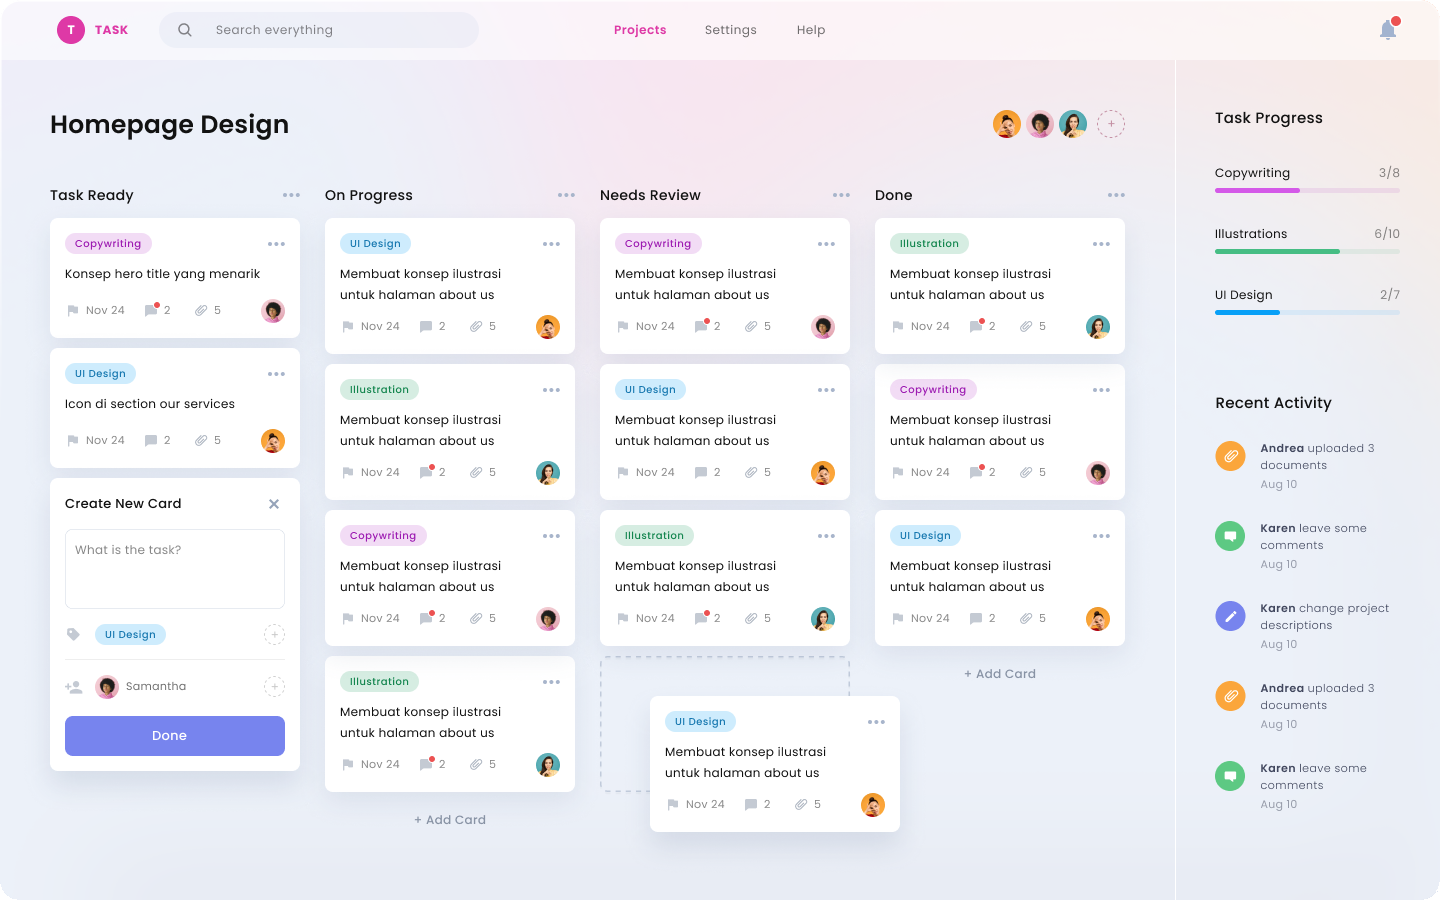 T TASK
Search everything
Projects
Settings
Help
Homepage Design
Task Ready
Copywriting
Konsep hero title yang menarik
Nov 24 2 5
UI Design
Icon di section our services
Nov 24 2 5
Create New Card
What is the task?
UI Design
Samantha
Done
On Progress
UI Design
Membuat konsep ilustrasi
untuk halaman about us
Nov 24 2 5
Illustration
Membuat konsep ilustrasi
untuk halaman about us
Nov 24 2 5
Copywriting
Membuat konsep ilustrasi
untuk halaman about us
Nov 24 2 5
Illustration
Membuat konsep ilustrasi
untuk halaman about us
Nov 24 2 5
+ Add Card
Needs Review
Copywriting
Membuat konsep ilustrasi
untuk halaman about us
Nov 24 2 5
UI Design
Membuat konsep ilustrasi
untuk halaman about us
Nov 24 2 5
Illustration
Membuat konsep ilustrasi
untuk halaman about us
Nov 24 2 5
UI Design
Membuat konsep ilustrasi
untuk halaman about us
Nov 24 2 5
Done
Illustration
Membuat konsep ilustrasi
untuk halaman about us
Nov 24 2 5
Copywriting
Membuat konsep ilustrasi
untuk halaman about us
Nov 24 2 5
UI Design
Membuat konsep ilustrasi
untuk halaman about us
Nov 24 2 5
+ Add Card
Task Progress
Copywriting 3/8
Illustrations 6/10
UI Design 2/7
Recent Activity
Andrea uploaded 3
documents
Aug 10
Karen leave some
comments
Aug 10
Karen change project
descriptions
Aug 10
Andrea uploaded 3
documents
Aug 10
Karen leave some
comments
Aug 10